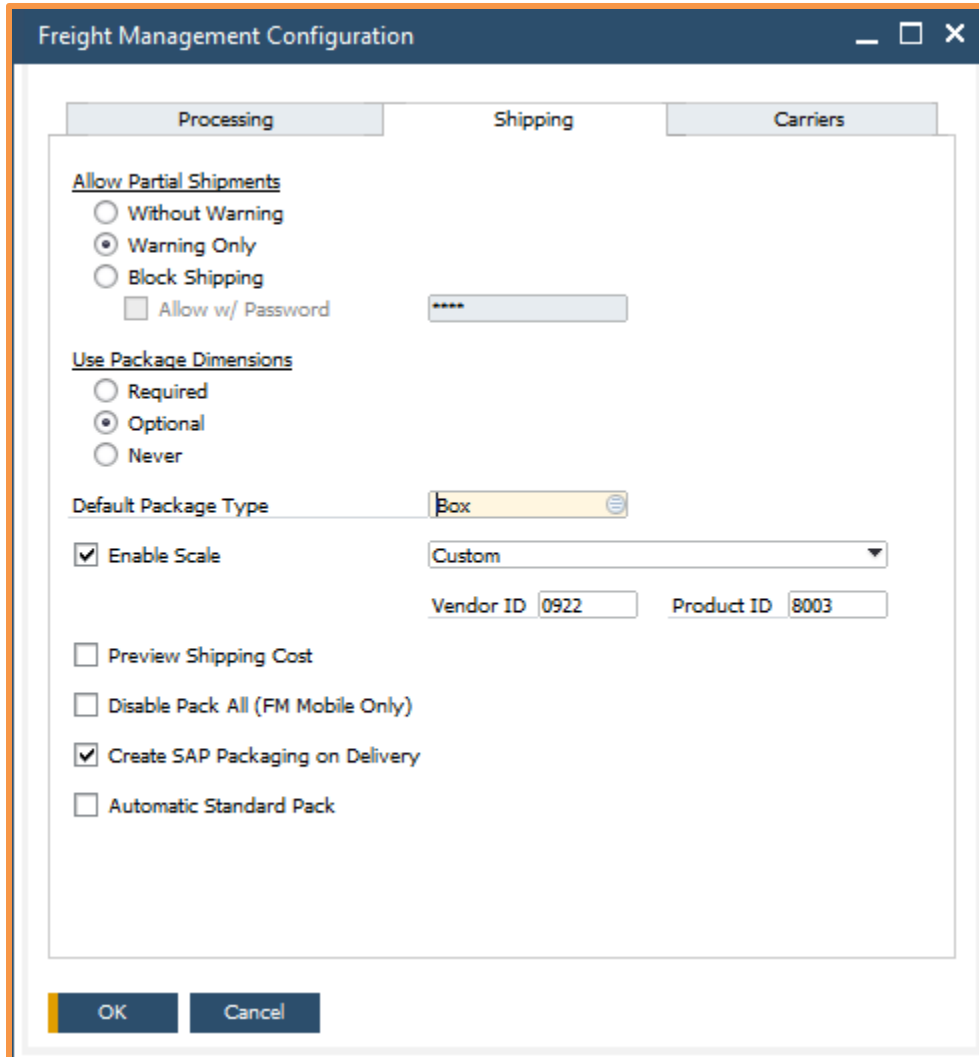 Freight Management Configuration
Processing Shipping Carriers
Allow Partial Shipments
Without Warning
Warning Only
Block Shipping
Allow w/ Password ****
Use Package Dimensions
Required
Optional
Never
Default Package Type Box
Enable Scale Custom
Vendor ID 0922 Product ID 8003
Preview Shipping Cost
Disable Pack All (FM Mobile Only)
Create SAP Packaging on Delivery
Automatic Standard Pack
OK Cancel